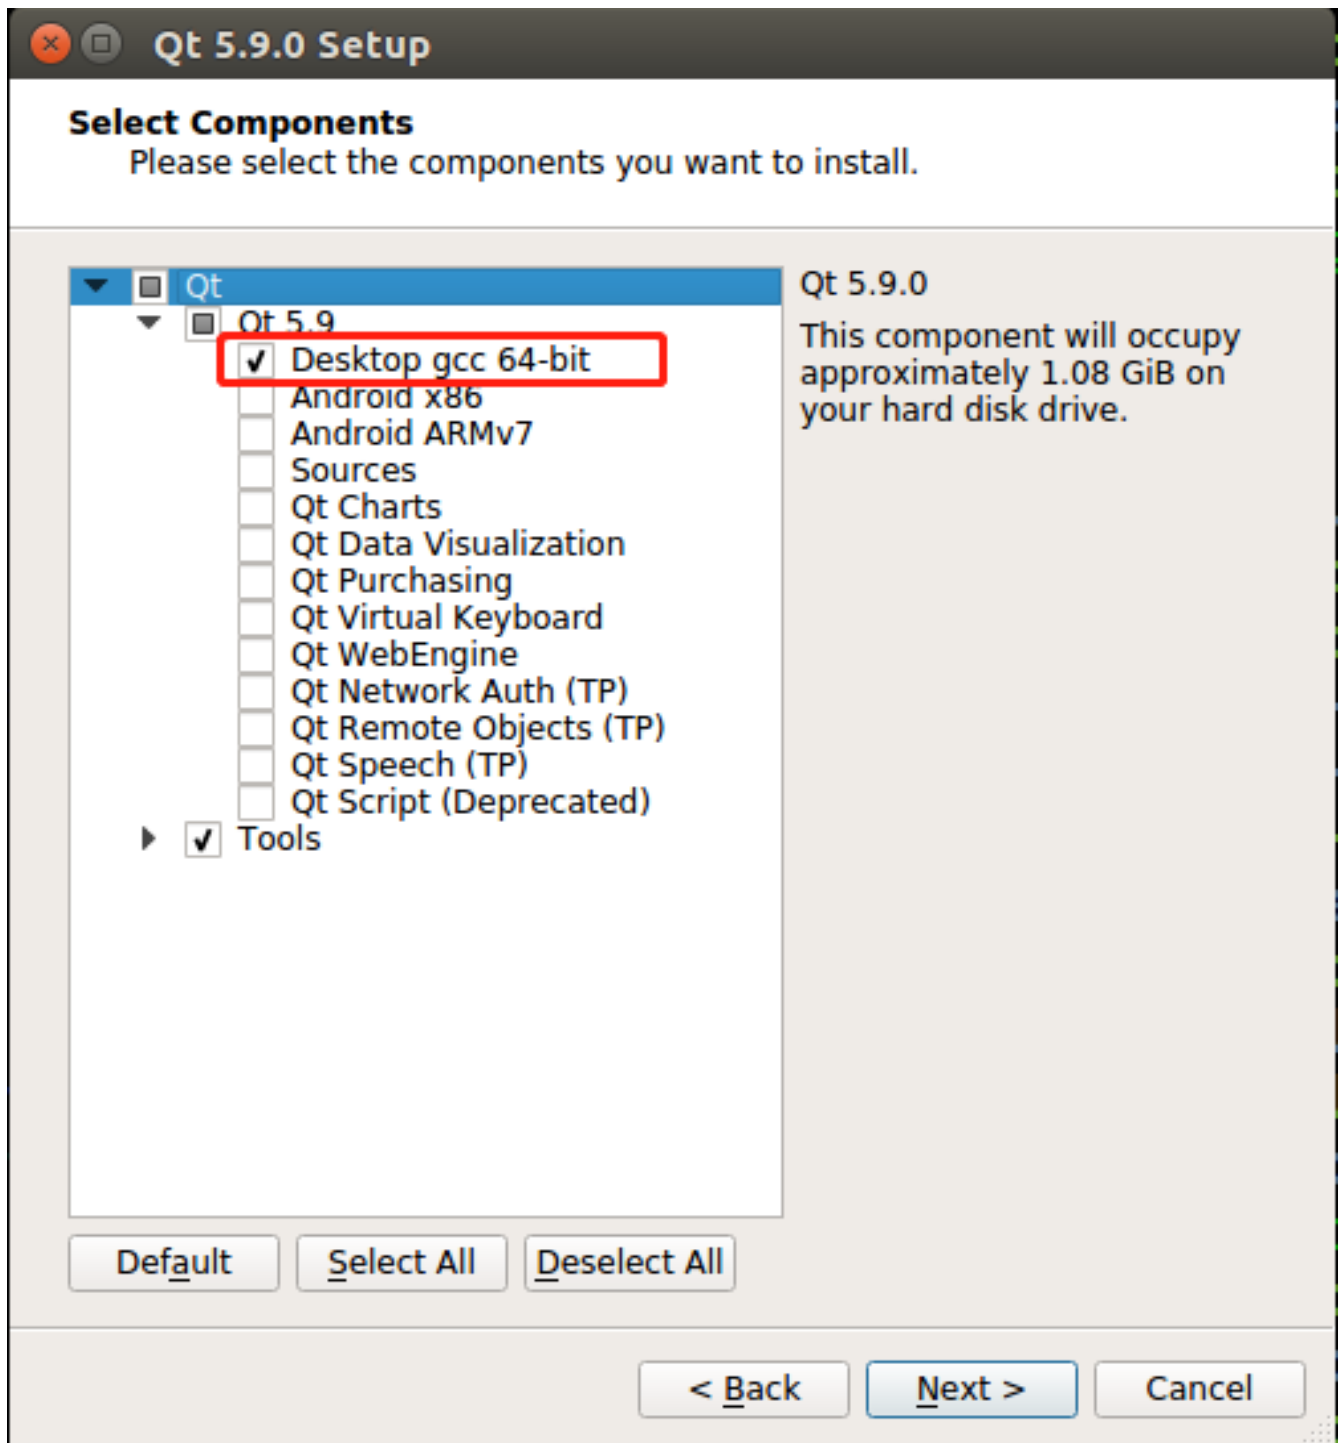 Qt 5.9.0 Setup
Select Components
Please select the components you want to install.
Qt
Qt 5.9
Desktop gcc 64-bit
Android x86
Android ARMv7
Sources
Qt Charts
Qt Data Visualization
Qt Purchasing
Qt Virtual Keyboard
Qt WebEngine
Qt Network Auth (TP)
Qt Remote Objects (TP)
Qt Speech (TP)
Qt Script (Deprecated)
Tools
Qt 5.9.0
This component will occupy
approximately 1.08 GiB on
your hard disk drive.
Default
Select All
Deselect All
< Back
Next >
Cancel